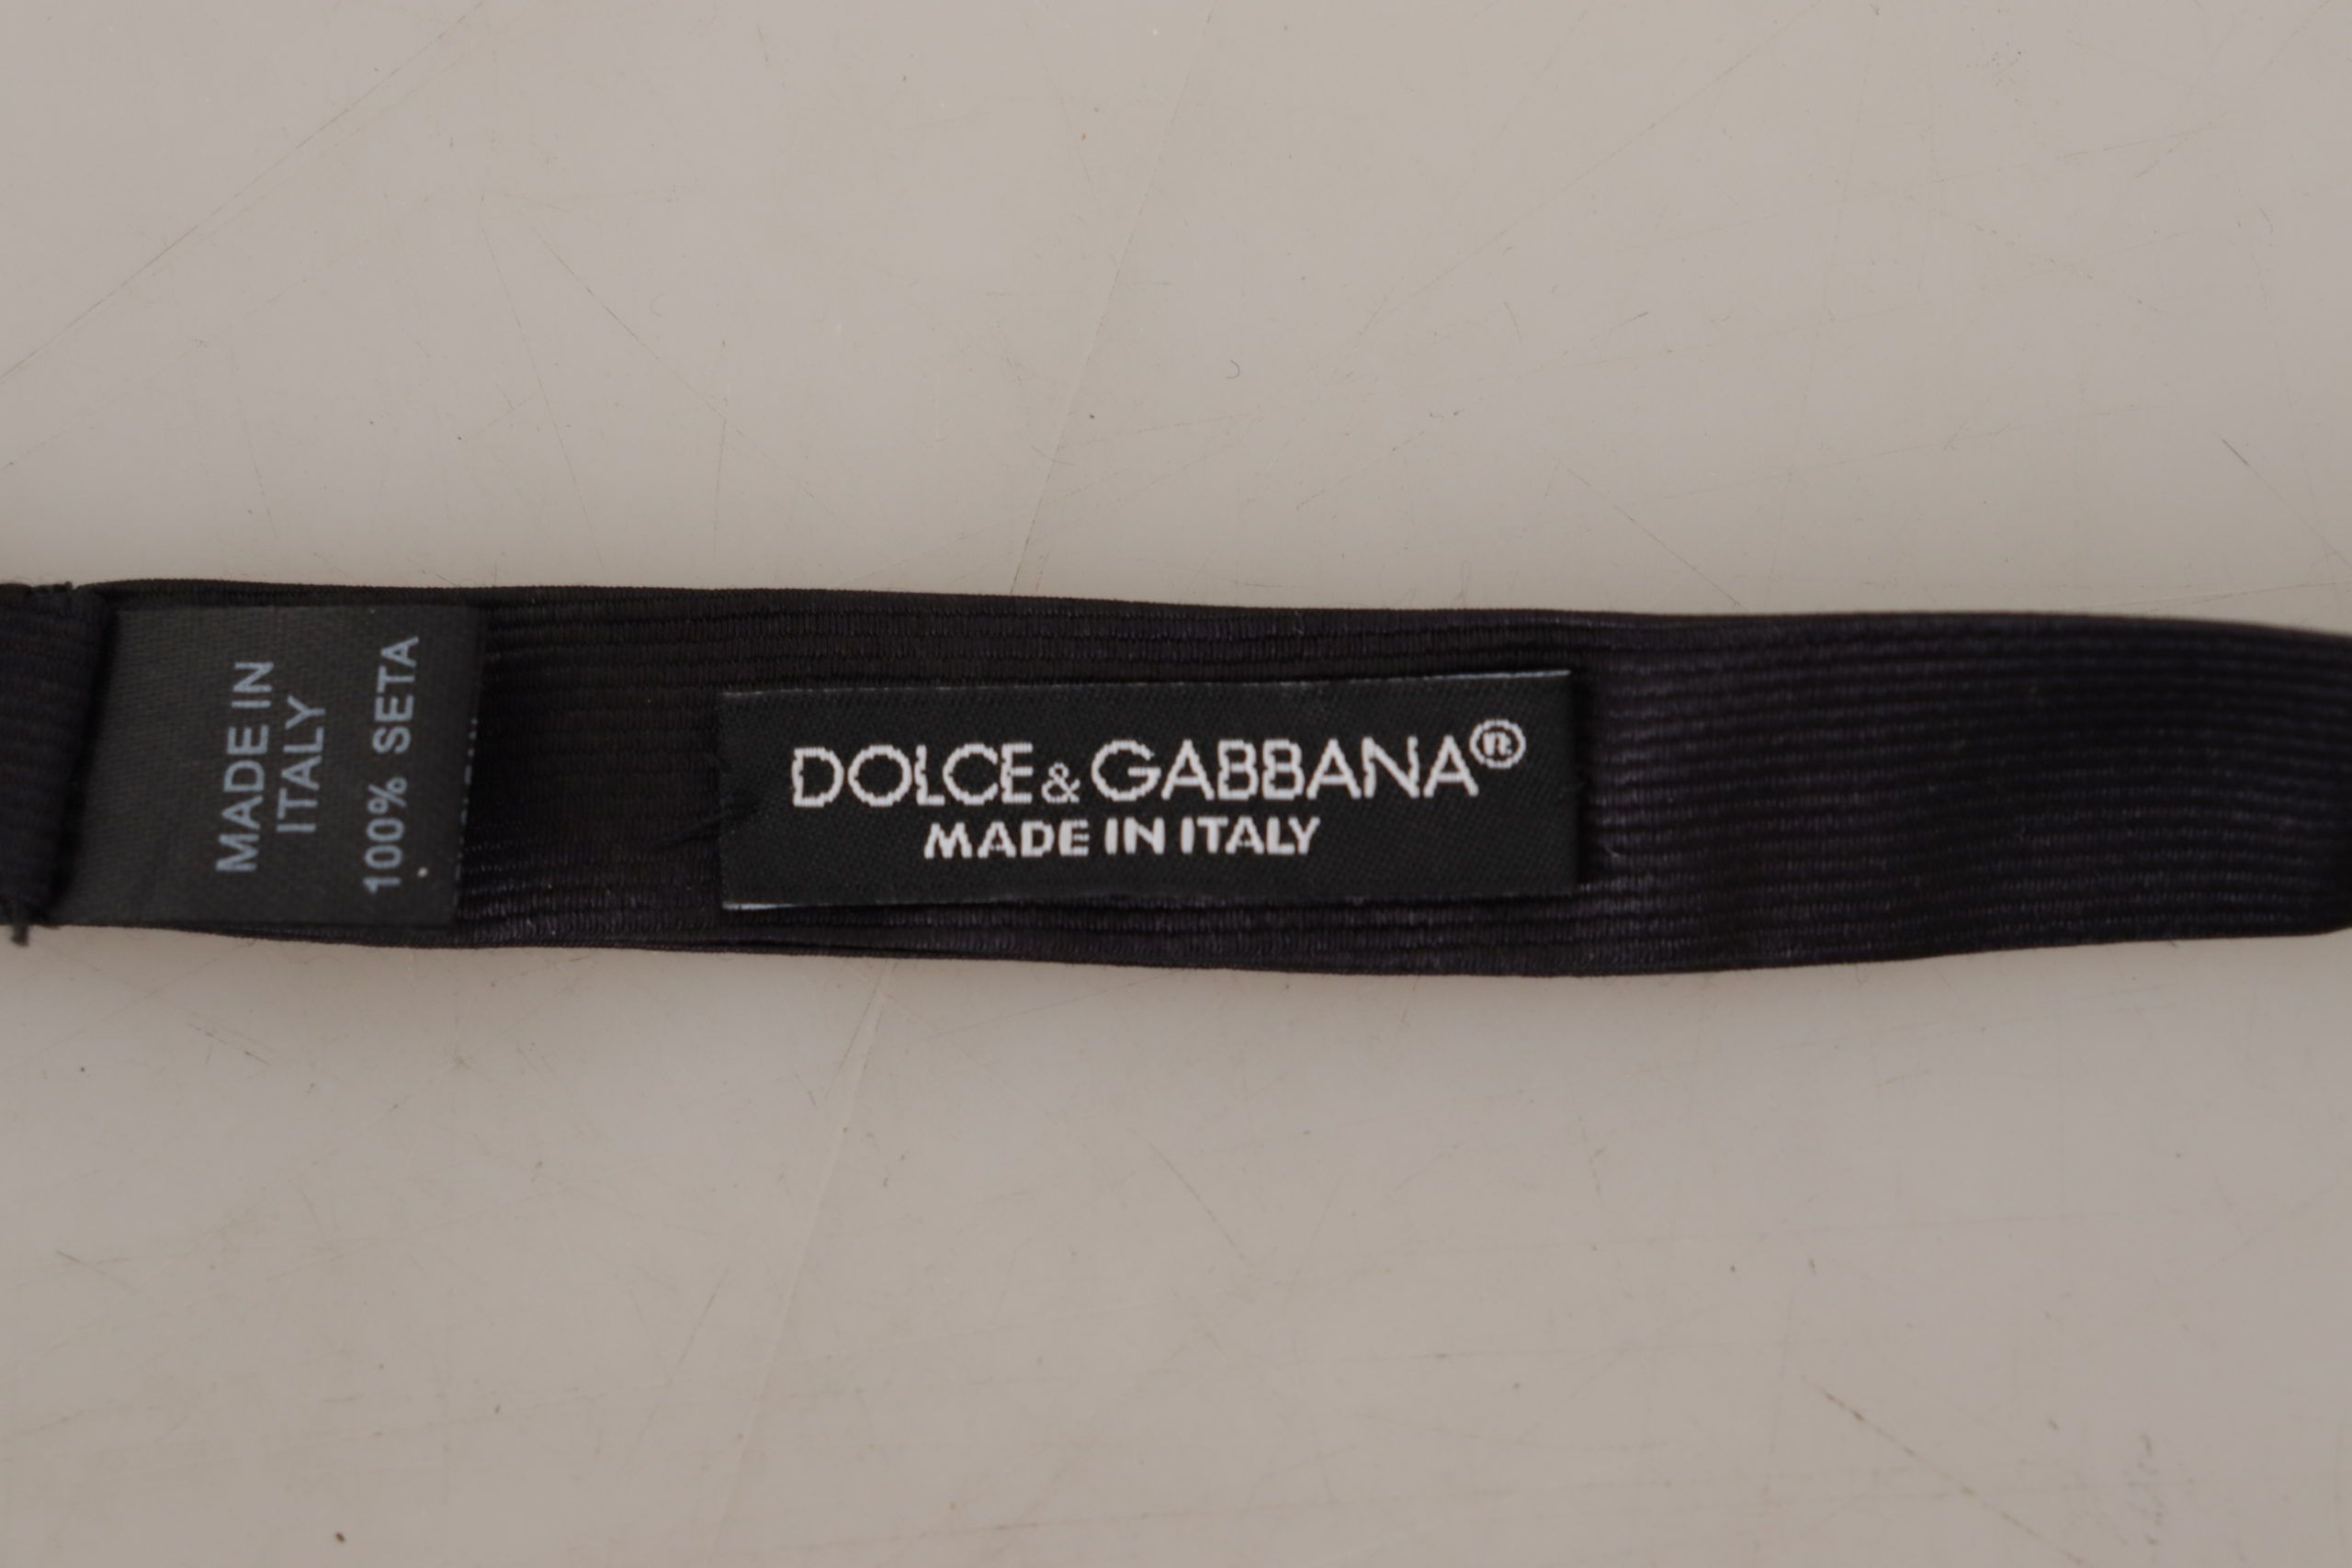 MADE IN
ITALY
100% SETA
DOLCE & GABBANA®
MADE IN ITALY